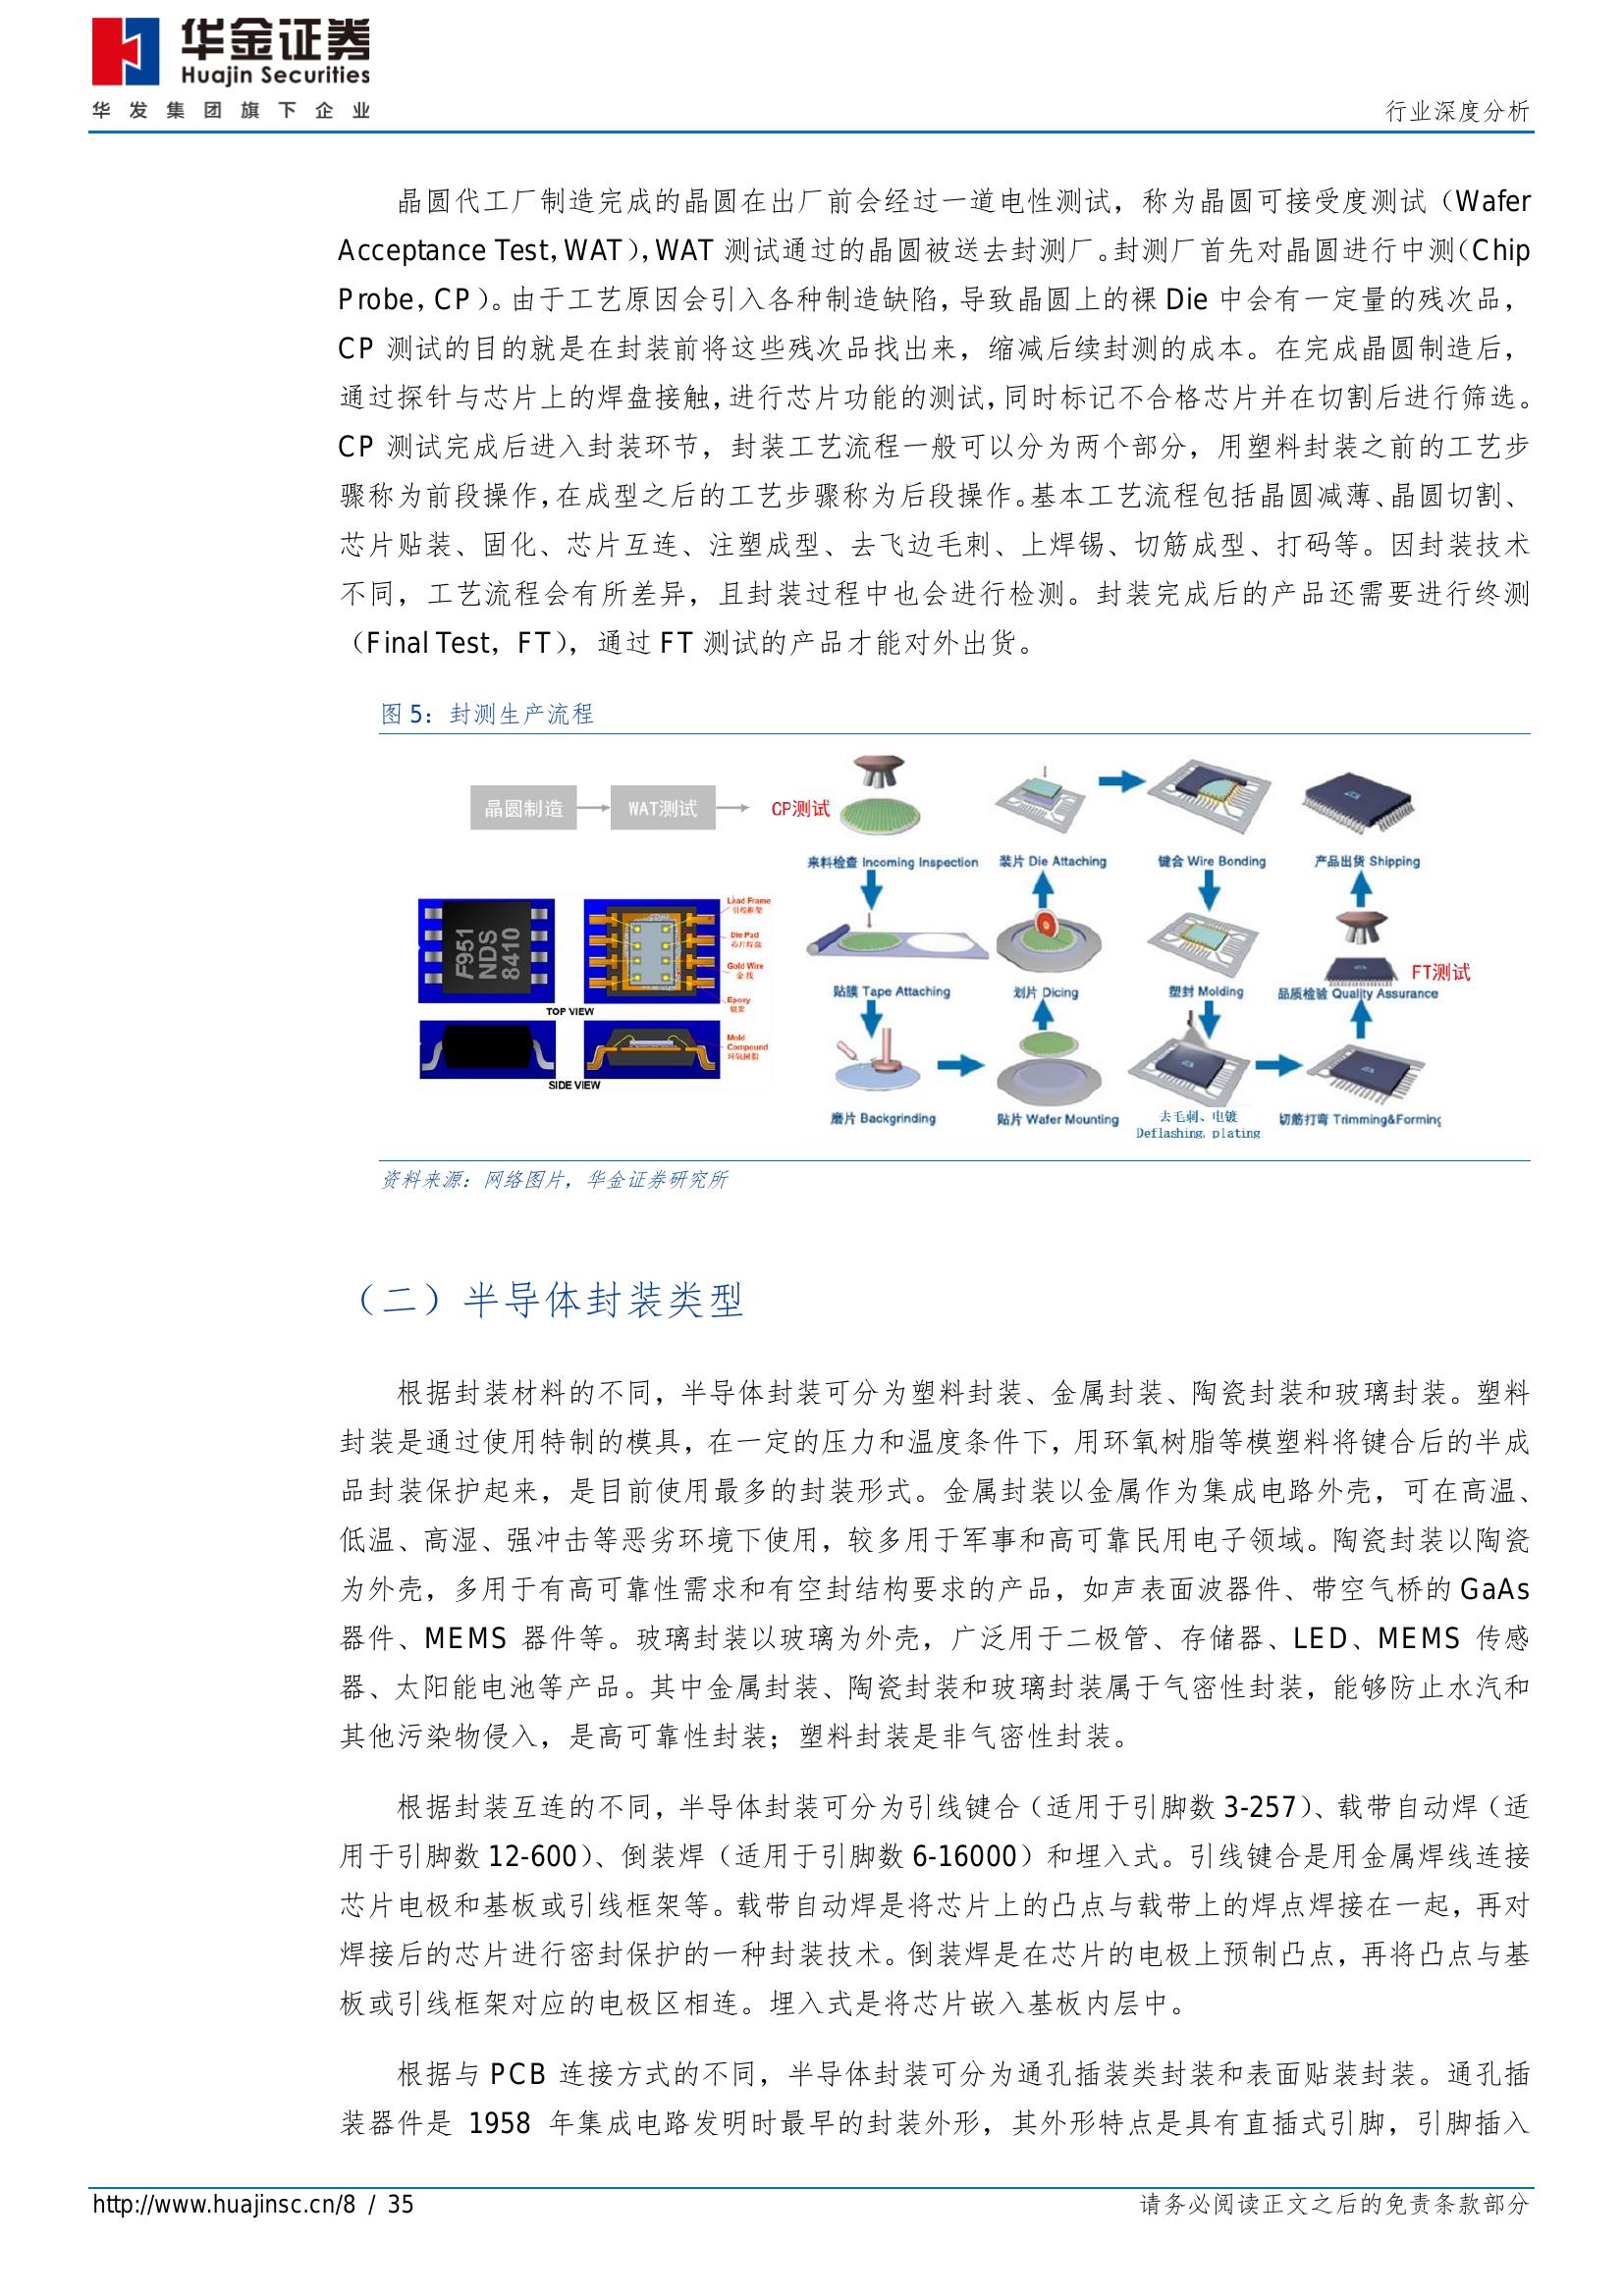 华金证券
Huajin Securities
华发集团旗下企业
行业深度分析
晶圆代工厂制造完成的晶圆在出厂前会经过一道电性测试，称为晶圆可接受度测试（Wafer
Acceptance Test, WAT），WAT 测试通过的晶圆被送去封测厂。封测厂首先对晶圆进行中测（Chip
Probe，CP）。由于工艺原因会引入各种制造缺陷，导致晶圆上的裸 Die 中会有一定量的残次品，
CP 测试的目的就是在封装前将这些残次品找出来，缩减后续封测的成本。在完成晶圆制造后，
通过探针与芯片上的焊盘接触，进行芯片功能的测试，同时标记不合格芯片并在切割后进行筛选。
CP 测试完成后进入封装环节，封装工艺流程一般可以分为两个部分，用塑料封装之前的工艺步
骤称为前段操作，在成型之后的工艺步骤称为后段操作。基本工艺流程包括晶圆减薄、晶圆切割、
芯片贴装、固化、芯片互连、注塑成型、去飞边毛刺、上焊锡、切筋成型、打码等。因封装技术
不同，工艺流程会有所差异，且封装过程中也会进行检测。封装完成后的产品还需要进行终测
（Final Test，FT），通过 FT 测试的产品才能对外出货。
图 5：封测生产流程
晶圆制造
WAT测试
CP测试
来料检查 Incoming Inspection
装片 Die Attaching
键合 Wire Bonding
产品出货 Shipping
F951
NDS
8410
Lead Frame
引线框架
Die Pad
芯片焊盘
Gold Wire
金线
Epoxy
银浆
TOP VIEW
Mold
Compound
环氧树脂
SIDE VIEW
贴膜 Tape Attaching
划片 Dicing
塑封 Molding
FT测试
品质检验 Quality Assurance
磨片 Backgrinding
贴片 Wafer Mounting
去毛刺、电镀
Deflashing, plating
切筋打弯 Trimming&Forming
资料来源：网络图片，华金证券研究所
（二）半导体封装类型
根据封装材料的不同，半导体封装可分为塑料封装、金属封装、陶瓷封装和玻璃封装。塑料
封装是通过使用特制的模具，在一定的压力和温度条件下，用环氧树脂等模塑料将键合后的半成
品封装保护起来，是目前使用最多的封装形式。金属封装以金属作为集成电路外壳，可在高温、
低温、高湿、强冲击等恶劣环境下使用，较多用于军事和高可靠民用电子领域。陶瓷封装以陶瓷
为外壳，多用于有高可靠性需求和有空封结构要求的产品，如声表面波器件、带空气桥的 GaAs
器件、MEMS 器件等。玻璃封装以玻璃为外壳，广泛用于二极管、存储器、LED、MEMS 传感
器、太阳能电池等产品。其中金属封装、陶瓷封装和玻璃封装属于气密性封装，能够防止水汽和
其他污染物侵入，是高可靠性封装；塑料封装是非气密性封装。
根据封装互连的不同，半导体封装可分为引线键合（适用于引脚数 3-257）、载带自动焊（适
用于引脚数 12-600）、倒装焊（适用于引脚数 6-16000）和埋入式。引线键合是用金属焊线连接
芯片电极和基板或引线框架等。载带自动焊是将芯片上的凸点与载带上的焊点焊接在一起，再对
焊接后的芯片进行密封保护的一种封装技术。倒装焊是在芯片的电极上预制凸点，再将凸点与基
板或引线框架对应的电极区相连。埋入式是将芯片嵌入基板内层中。
根据与 PCB 连接方式的不同，半导体封装可分为通孔插装类封装和表面贴装封装。通孔插
装器件是 1958 年集成电路发明时最早的封装外形，其外形特点是具有直插式引脚，引脚插入
http://www.huajinsc.cn/8 / 35
请务必阅读正文之后的免责条款部分